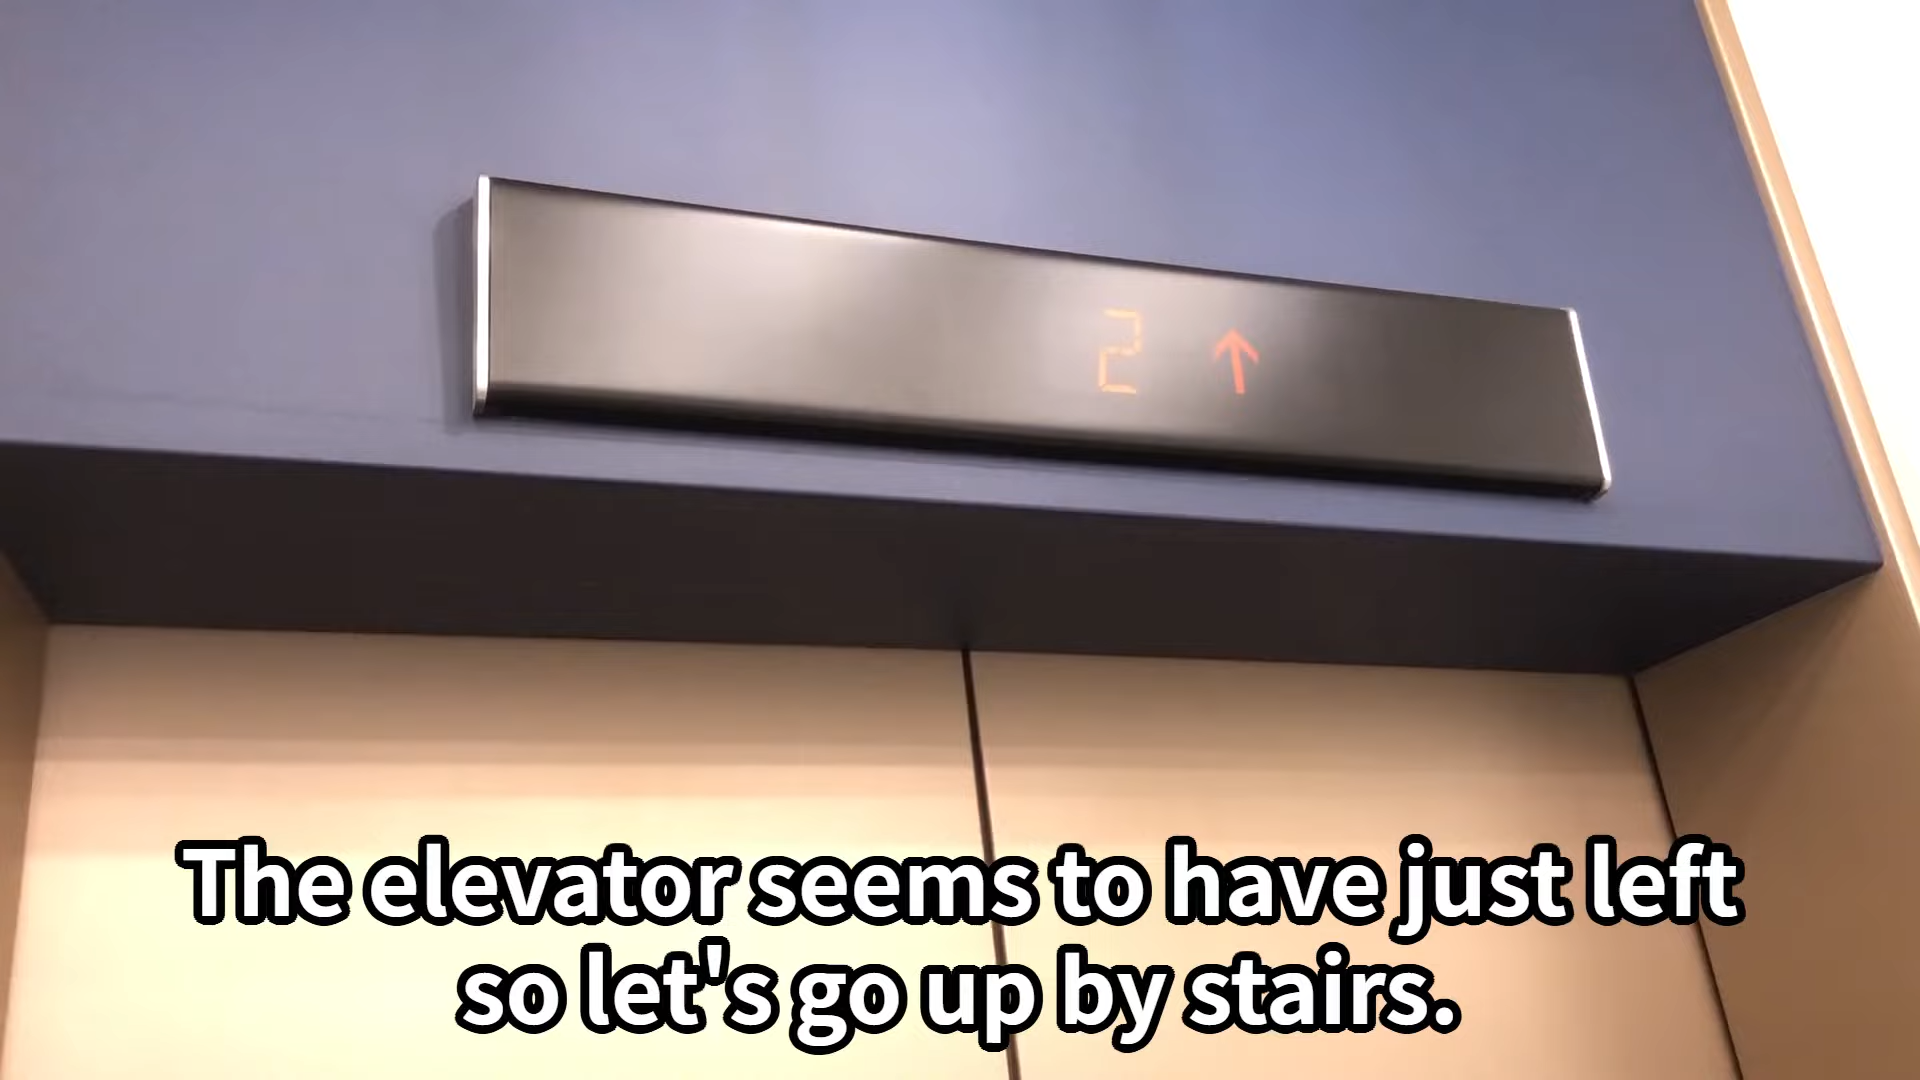 2 ↑
The elevator seems to have just left
so let's go up by stairs.